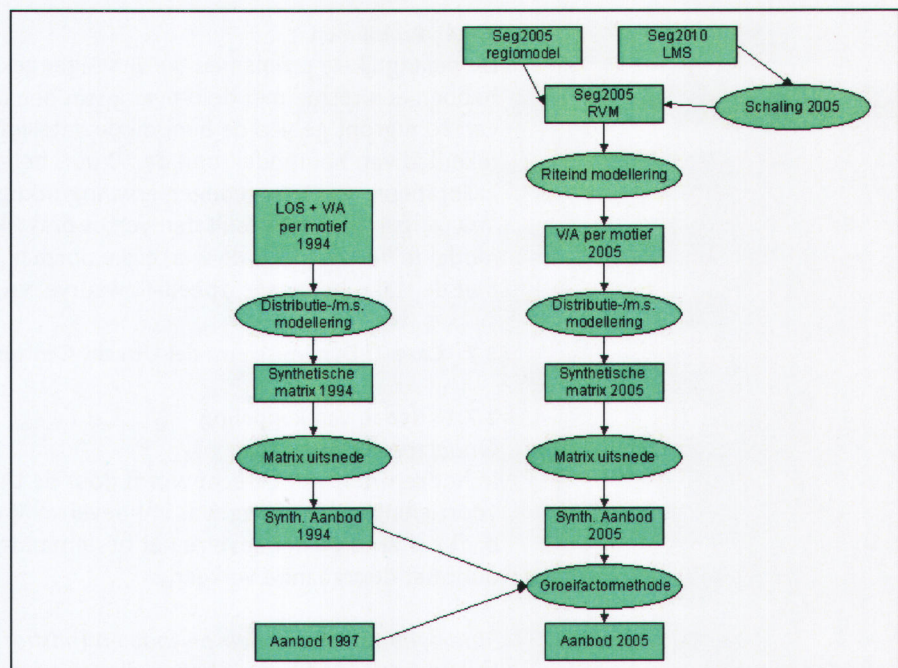 Seg2005
regiomodel
Seg2010
LMS
Seg2005
RVM
Schaling 2005
Riteind modellering
LOS + V/A
per motief
1994
V/A per motief
2005
Distributie-/m.s.
modellering
Distributie-/m.s.
modellering
Synthetische
matrix 1994
Synthetische
matrix 2005
Matrix uitsnede
Matrix uitsnede
Synth. Aanbod
1994
Synth. Aanbod
2005
Groeifactormethode
Aanbod 1997
Aanbod 2005